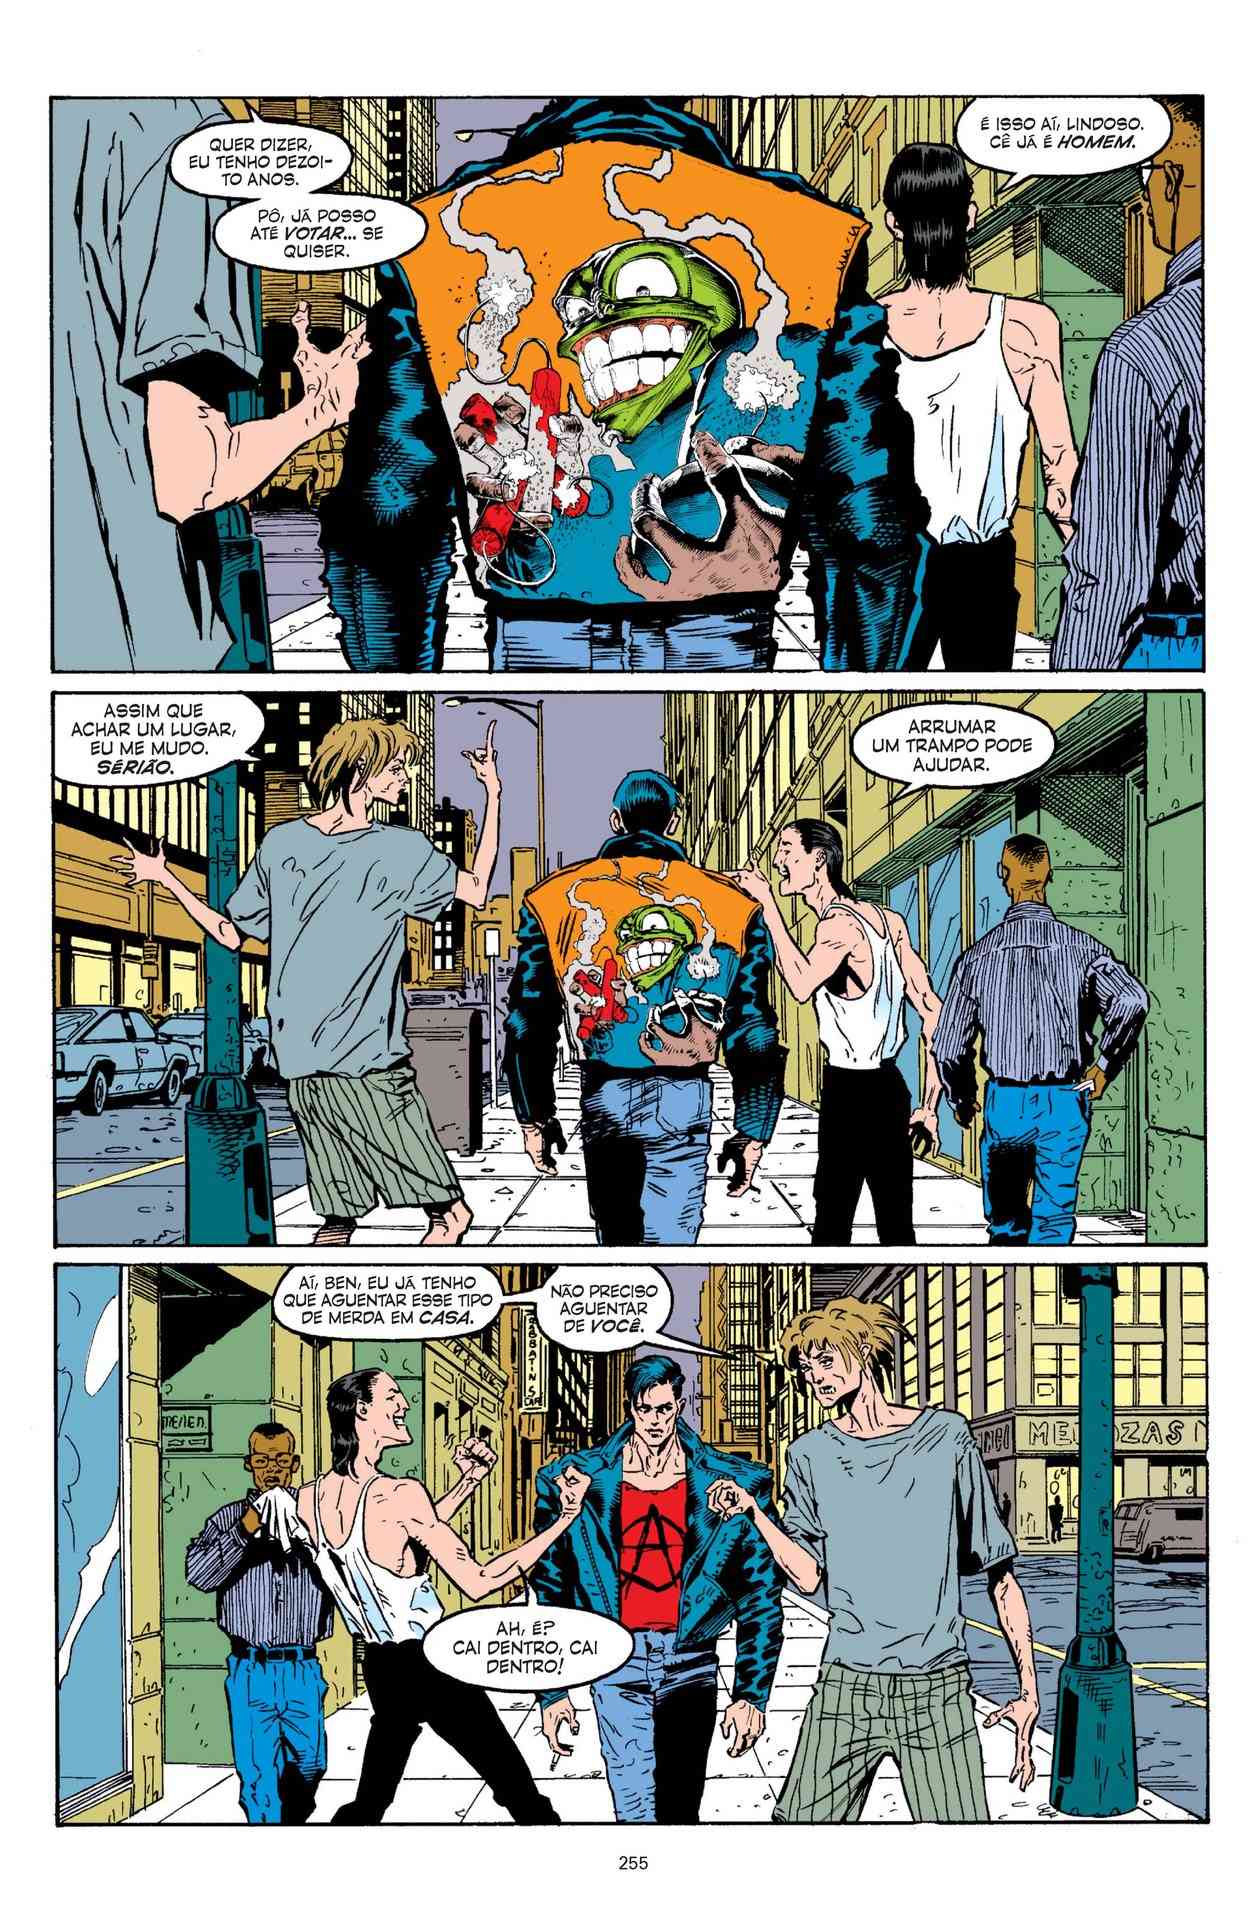 QUER DIZER,
EU TENHO DEZOI-
TO ANOS.
PÔ, JÁ POSSO
ATÉ VOTAR... SE
QUISER.
É ISSO AÍ, LINDOSO.
CÊ JÁ É HOMEM.
ASSIM QUE
ACHAR UM LUGAR,
EU ME MUDO.
SÉRIÃO.
ARRUMAR
UM TRAMPO PODE
AJUDAR.
AÍ, BEN, EU JÁ TENHO
QUE AGUENTAR ESSE TIPO
DE MERDA EM CASA.
NÃO PRECISO
AGUENTAR
DE VOCÊ.
AH, É?
CAI DENTRO, CAI
DENTRO!
255